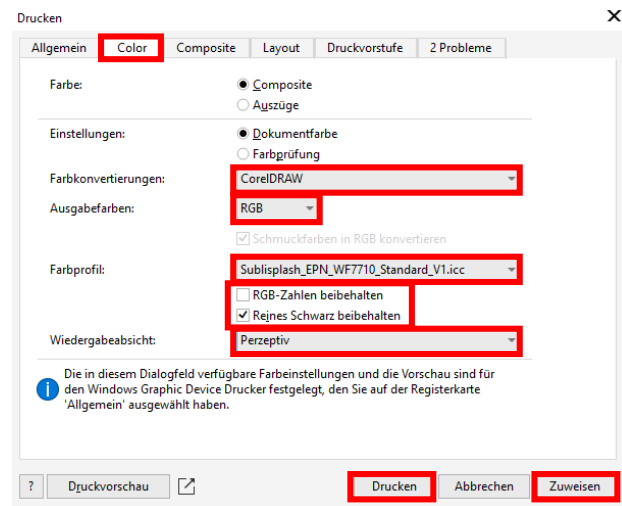 Drucken
Allgemein Color Composite Layout Druckvorstufe 2 Probleme
Farbe: Composite
Auszüge
Einstellungen: Dokumentfarbe
Farbprüfung
Farbkonvertierungen: CorelDRAW
Ausgabefarben: RGB
Schmuckfarben in RGB konvertieren
Farbprofil: Sublisplash_EPN_WF7710_Standard_V1.icc
RGB-Zahlen beibehalten
Reines Schwarz beibehalten
Wiedergabeabsicht: Perzeptiv
Die in diesem Dialogfeld verfügbare Farbeinstellungen und die Vorschau sind für
den Windows Graphic Device Drucker festgelegt, den Sie auf der Registerkarte
'Allgemein' ausgewählt haben.
? Druckvorschau Drucken Abbrechen Zuweisen